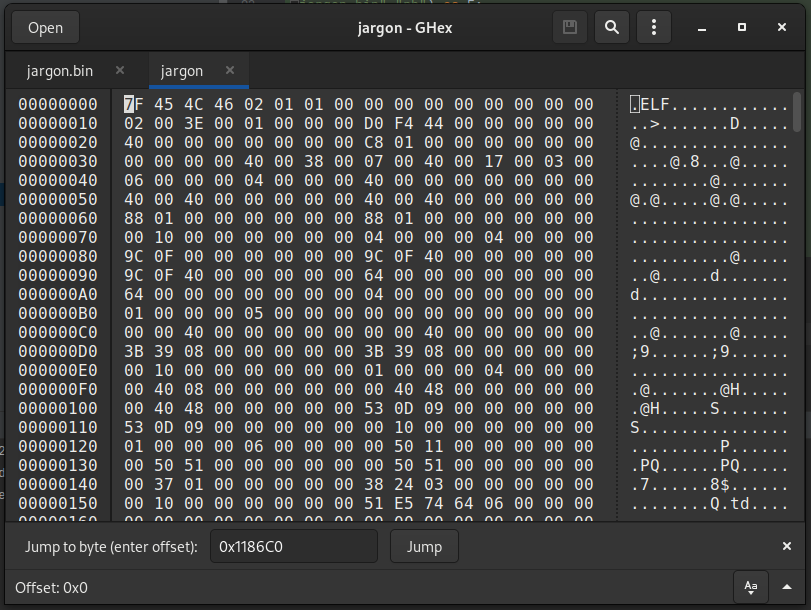 Open
jargon - GHex
jargon.bin ×
jargon ×
00000000 7F 45 4C 46 02 01 01 00 00 00 00 00 00 00 00 00 .ELF............
00000010 02 00 3E 00 01 00 00 00 D0 F4 44 00 00 00 00 00 ..>.......D.....
00000020 40 00 00 00 00 00 00 00 C8 01 00 00 00 00 00 00 @...............
00000030 00 00 00 00 40 00 38 00 07 00 40 00 17 00 03 00 ....@.8...@.....
00000040 06 00 00 00 04 00 00 00 40 00 00 00 00 00 00 00 ........@.......
00000050 40 00 40 00 00 00 00 00 40 00 40 00 00 00 00 00 @.@.....@.@.....
00000060 88 01 00 00 00 00 00 00 88 01 00 00 00 00 00 00 ................
00000070 00 10 00 00 00 00 00 00 04 00 00 00 04 00 00 00 ................
00000080 9C 0F 00 00 00 00 00 00 9C 0F 40 00 00 00 00 00 ..........@.....
00000090 9C 0F 40 00 00 00 00 00 64 00 00 00 00 00 00 00 ..@.....d.......
000000A0 64 00 00 00 00 00 00 00 04 00 00 00 00 00 00 00 d...............
000000B0 01 00 00 00 05 00 00 00 00 00 00 00 00 00 00 00 ................
000000C0 00 00 40 00 00 00 00 00 00 00 40 00 00 00 00 00 ..@.......@.....
000000D0 3B 39 08 00 00 00 00 00 3B 39 08 00 00 00 00 00 ;9......;9......
000000E0 00 10 00 00 00 00 00 00 01 00 00 00 04 00 00 00 ................
000000F0 00 40 08 00 00 00 00 00 00 40 48 00 00 00 00 00 .@.......@H.....
00000100 00 40 48 00 00 00 00 00 53 0D 09 00 00 00 00 00 .@H.....S.......
00000110 53 0D 09 00 00 00 00 00 00 10 00 00 00 00 00 00 S...............
00000120 01 00 00 00 06 00 00 00 00 50 11 00 00 00 00 00 .........P......
00000130 00 50 51 00 00 00 00 00 00 50 51 00 00 00 00 00 .PQ......PQ.....
00000140 00 37 01 00 00 00 00 00 38 24 03 00 00 00 00 00 .7......8$......
00000150 00 10 00 00 00 00 00 00 51 E5 74 64 06 00 00 00 ........Q.td....
Jump to byte (enter offset): 0x1186C0 Jump ×
Offset: 0x0 Aa